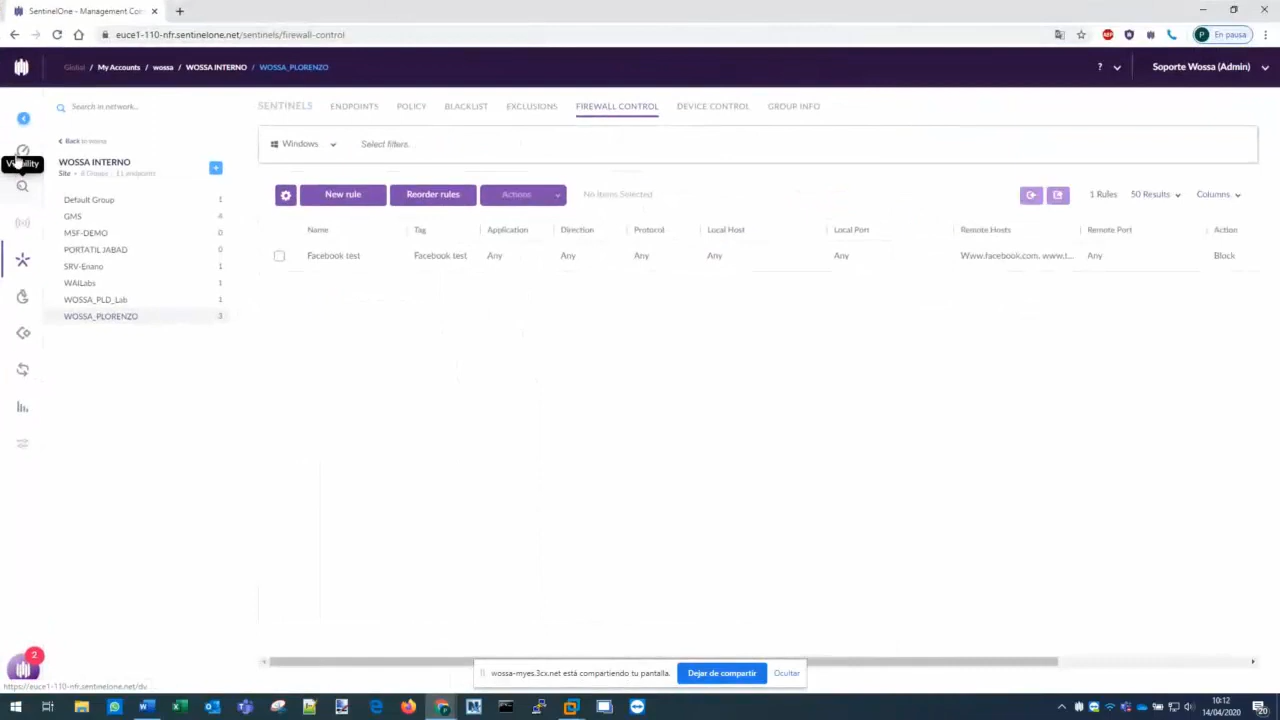 SentinelOne - Management Con
euce1-110-nfr.sentinelone.net/sentinels/firewall-control
ABP
P En pausa
Global / My Accounts / wossa / WOSSA INTERNO / WOSSA_PLORENZO
? Soporte Wossa (Admin)
Search in network...
SENTINELS ENDPOINTS POLICY BLACKLIST EXCLUSIONS FIREWALL CONTROL DEVICE CONTROL GROUP INFO
Back to wossa
Windows Select filters.
Visibility
WOSSA INTERNO
Site • 8 Groups • 11 endpoints
New rule Reorder rules Actions No Items Selected 1 Rules 50 Results Columns
Default Group 1
GMS 4
MSF-DEMO 0
PORTATIL JABAD 0
SRV-Enano 1
WAILabs 1
WOSSA_PLD_Lab 1
WOSSA_PLORENZO 3
Name Tag Application Direction Protocol Local Host Local Port Remote Hosts Remote Port Action
Facebook test Facebook test Any Any Any Any Any Www.facebook.com, www.t... Any Block
2
wossa-myes.3cx.net está compartiendo tu pantalla. Dejar de compartir Ocultar
https://euce1-110-nfr.sentinelone.net/dv
10:12
14/04/2020
20